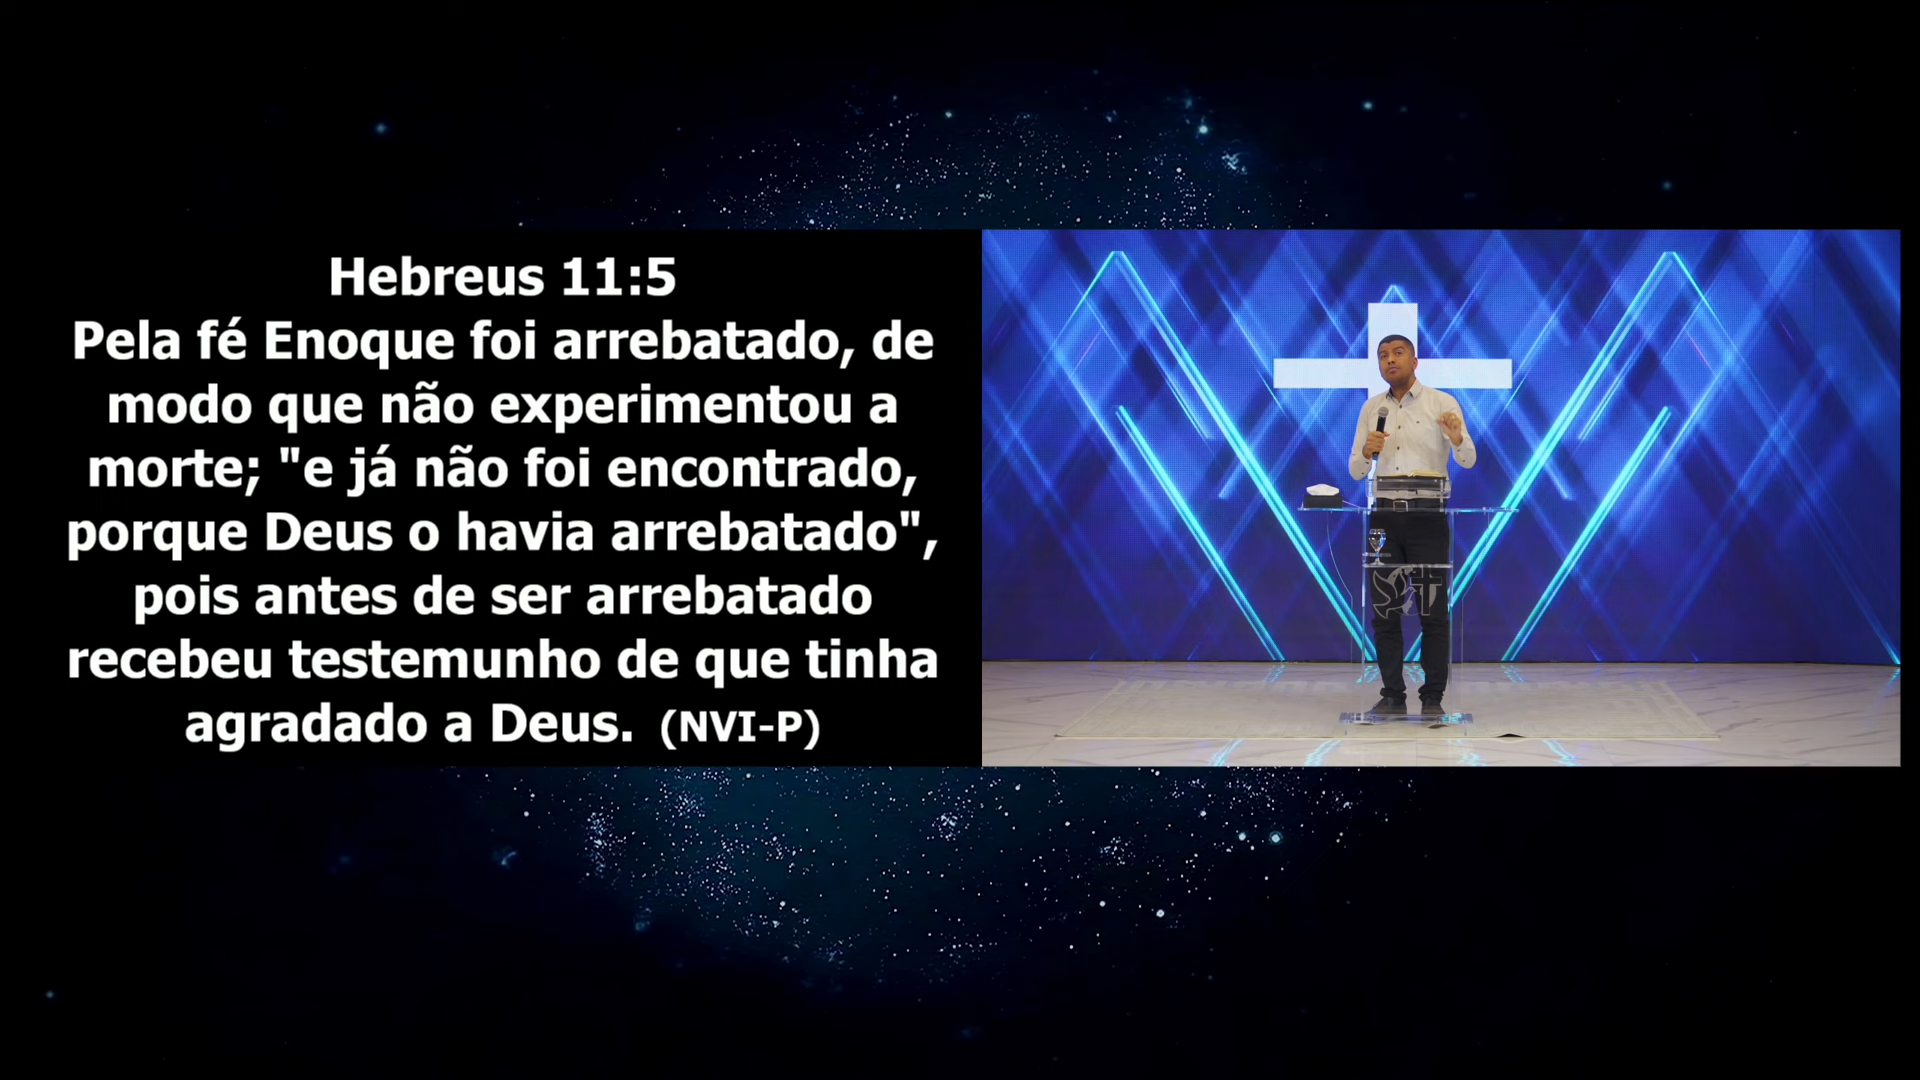 Hebreus 11:5
Pela fé Enoque foi arrebatado, de
modo que não experimentou a
morte; "e já não foi encontrado,
porque Deus o havia arrebatado",
pois antes de ser arrebatado
recebeu testemunho de que tinha
agradado a Deus. (NVI-P)